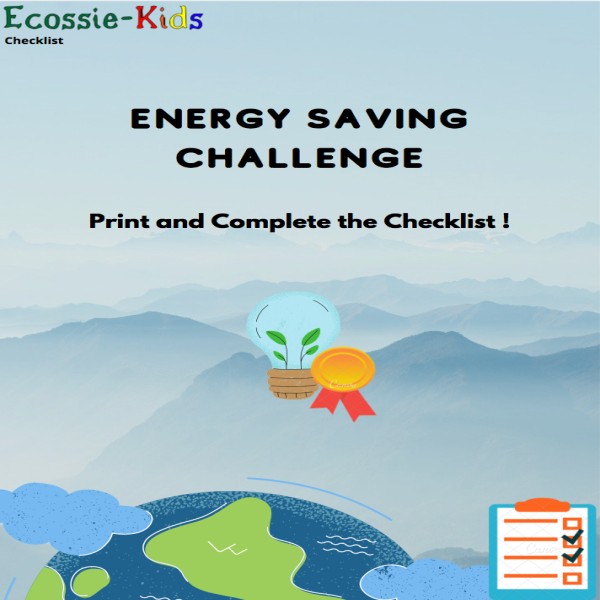 Ecossie-Kids
Checklist
ENERGY SAVING
CHALLENGE
Print and Complete the Checklist !